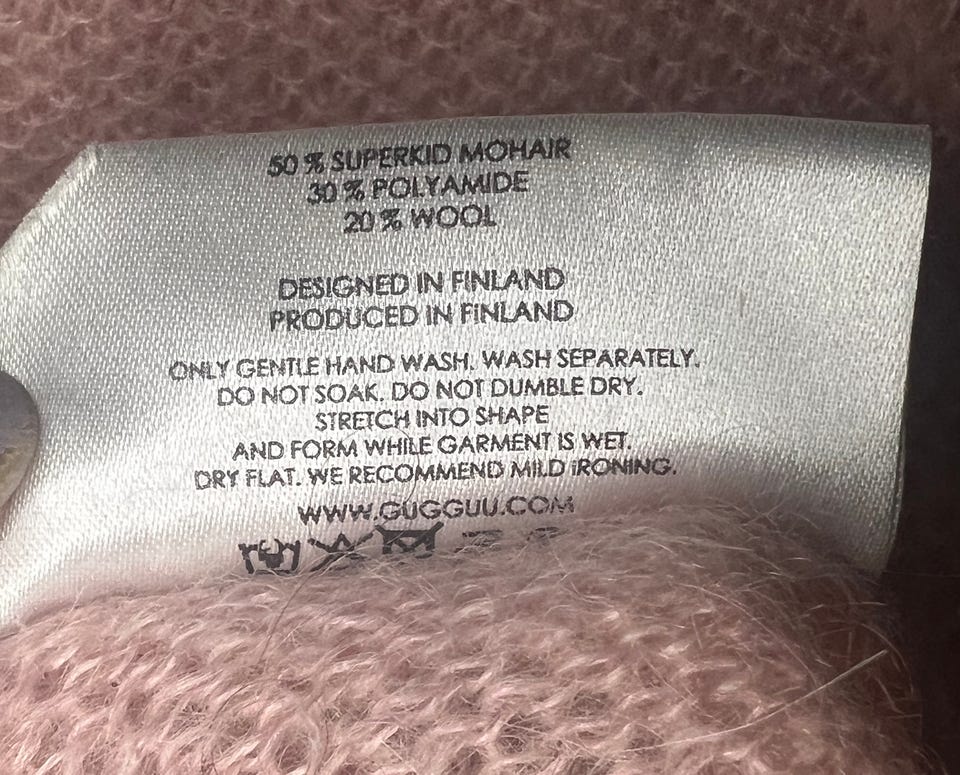 50 % SUPERKID MOHAIR
30 % POLYAMIDE
20 % WOOL
DESIGNED IN FINLAND
PRODUCED IN FINLAND
ONLY GENTLE HAND WASH. WASH SEPARATELY.
DO NOT SOAK. DO NOT DUMBLE DRY.
STRETCH INTO SHAPE
AND FORM WHILE GARMENT IS WET.
DRY FLAT. WE RECOMMEND MILD IRONING.
WWW.GUGGUU.COM